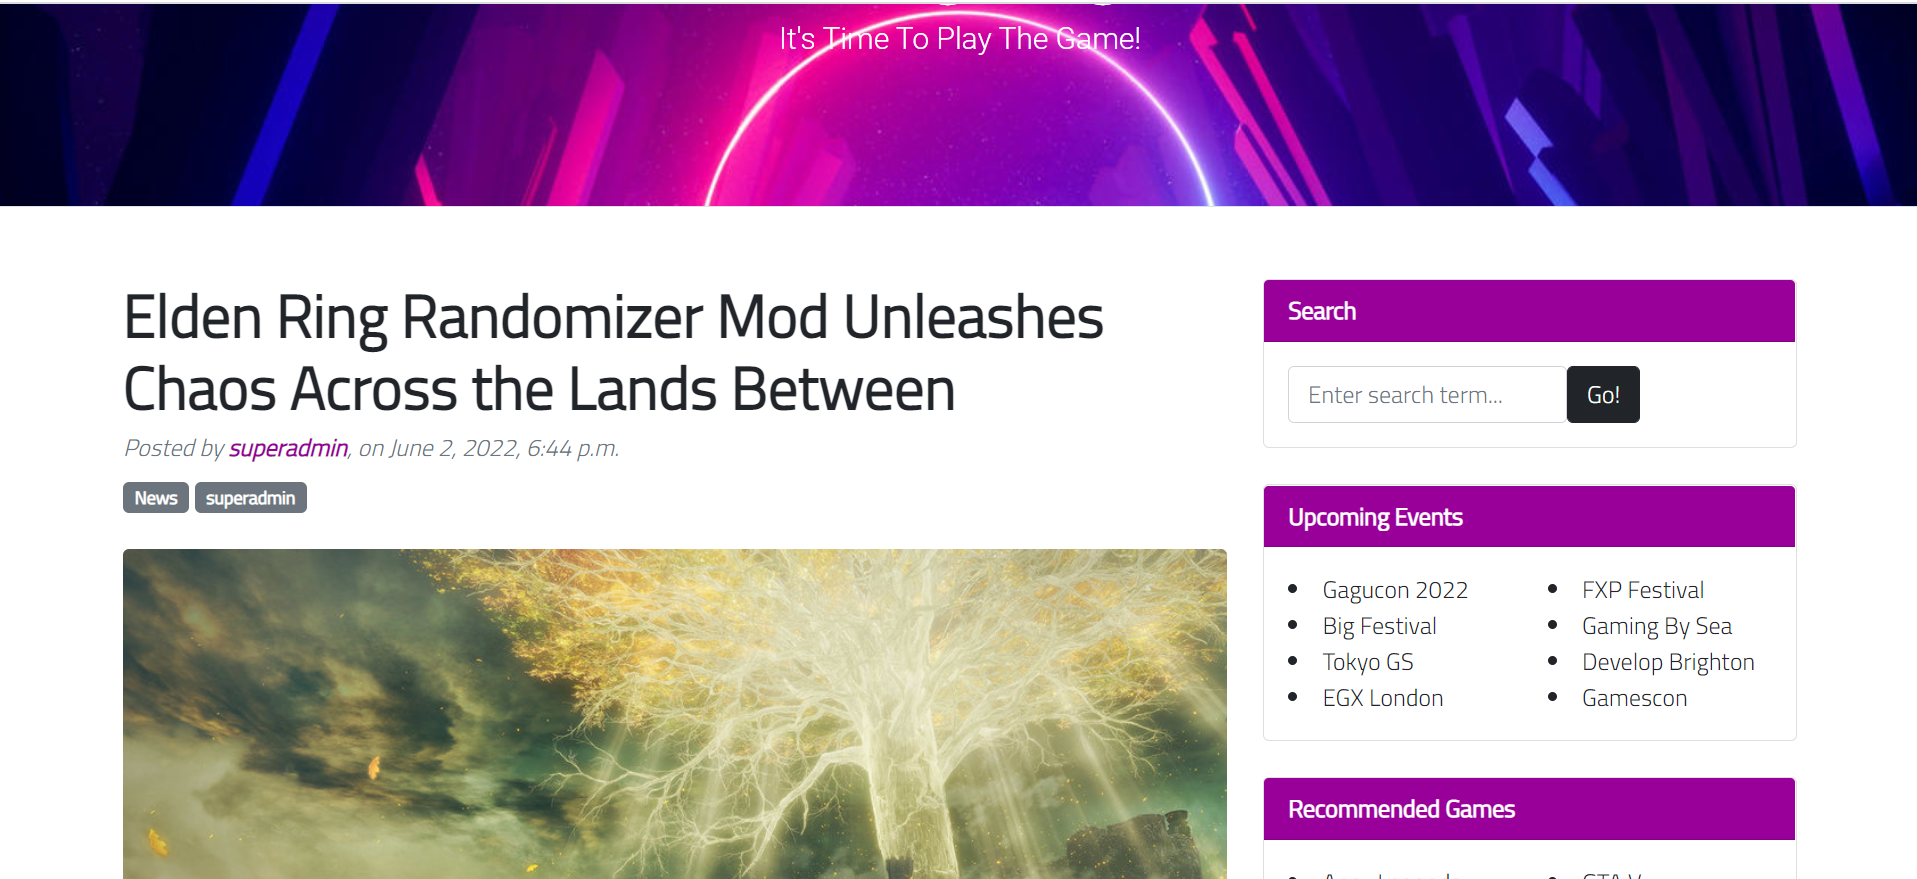 It's Time To Play The Game!
Elden Ring Randomizer Mod Unleashes
Chaos Across the Lands Between
Posted by superadmin, on June 2, 2022, 6:44 p.m.
News superadmin
Search
Enter search term... Go!
Upcoming Events
Gagucon 2022
Big Festival
Tokyo GS
EGX London
FXP Festival
Gaming By Sea
Develop Brighton
Gamescon
Recommended Games